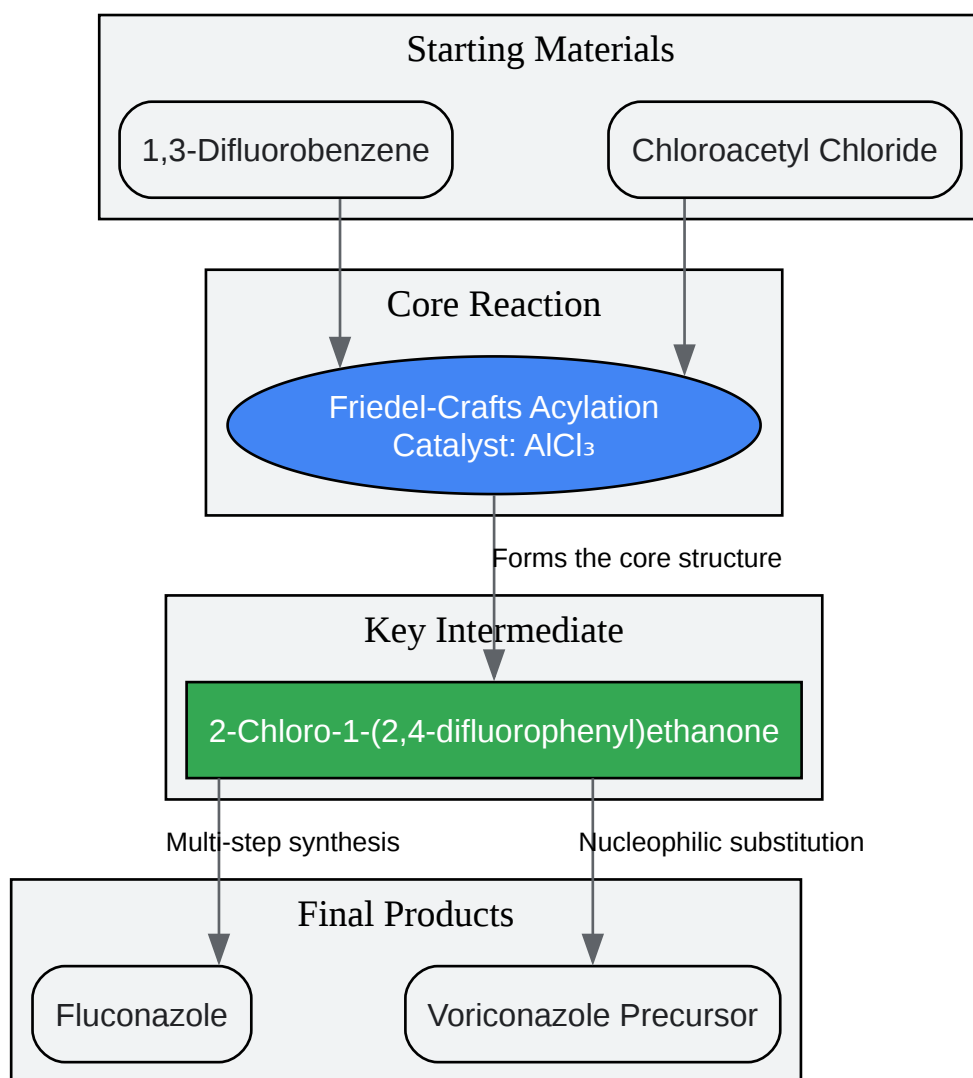 Starting Materials
1,3-Difluorobenzene
Chloroacetyl Chloride
Core Reaction
Friedel-Crafts Acylation
Catalyst: AlCl₃
Forms the core structure
Key Intermediate
2-Chloro-1-(2,4-difluorophenyl)ethanone
Multi-step synthesis
Nucleophilic substitution
Final Products
Fluconazole
Voriconazole Precursor